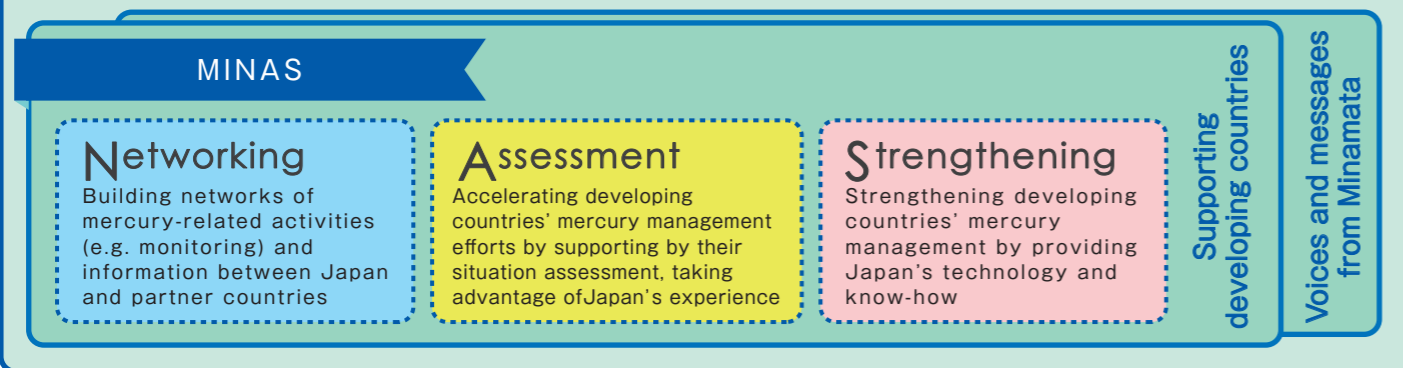 MINAS
Networking
Building networks of
mercury-related activities
(e.g. monitoring) and
information between Japan
and partner countries
Assessment
Accelerating developing
countries' mercury management
efforts by supporting by their
situation assessment, taking
advantage ofJapan's experience
Strengthening
Strengthening developing
countries' mercury
management by providing
Japan's technology and
know-how
Supporting
developing countries
Voices and messages
from Minamata